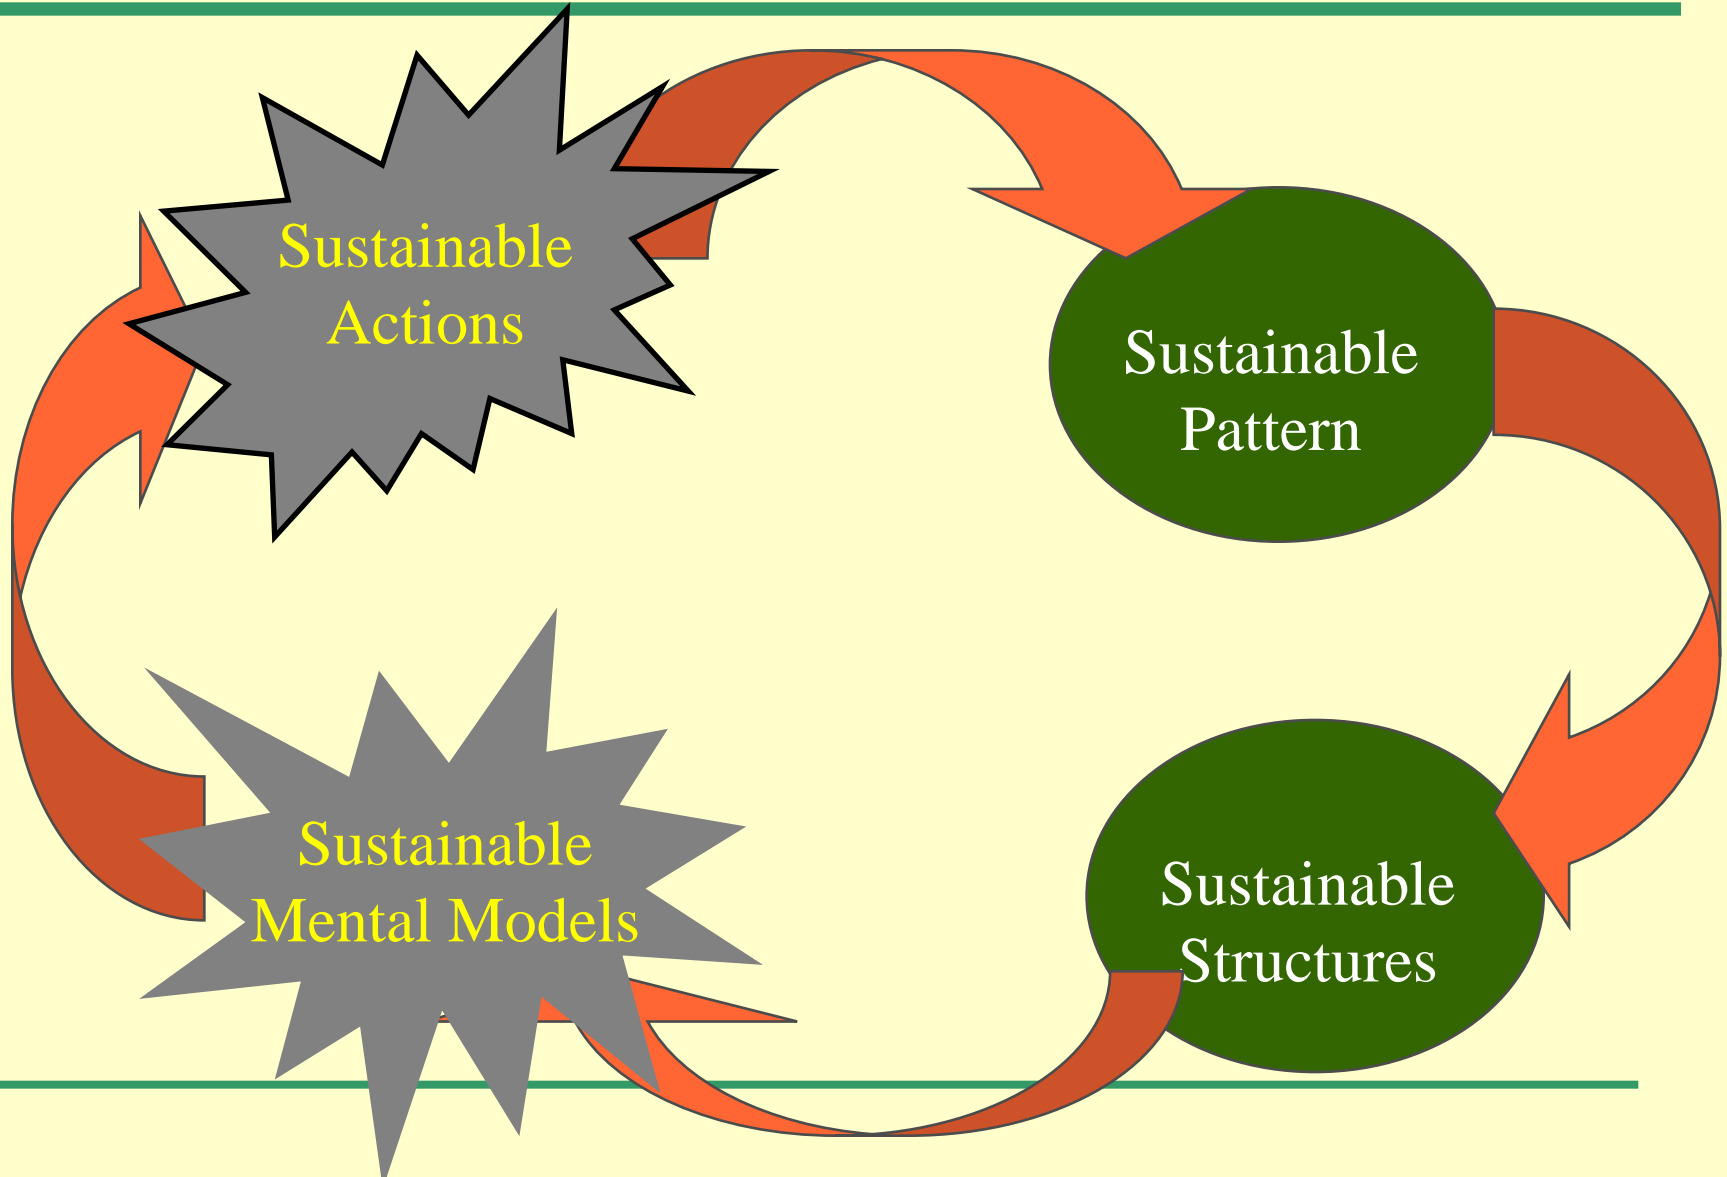 Sustainable
Actions
Sustainable
Pattern
Sustainable
Mental Models
Sustainable
Structures